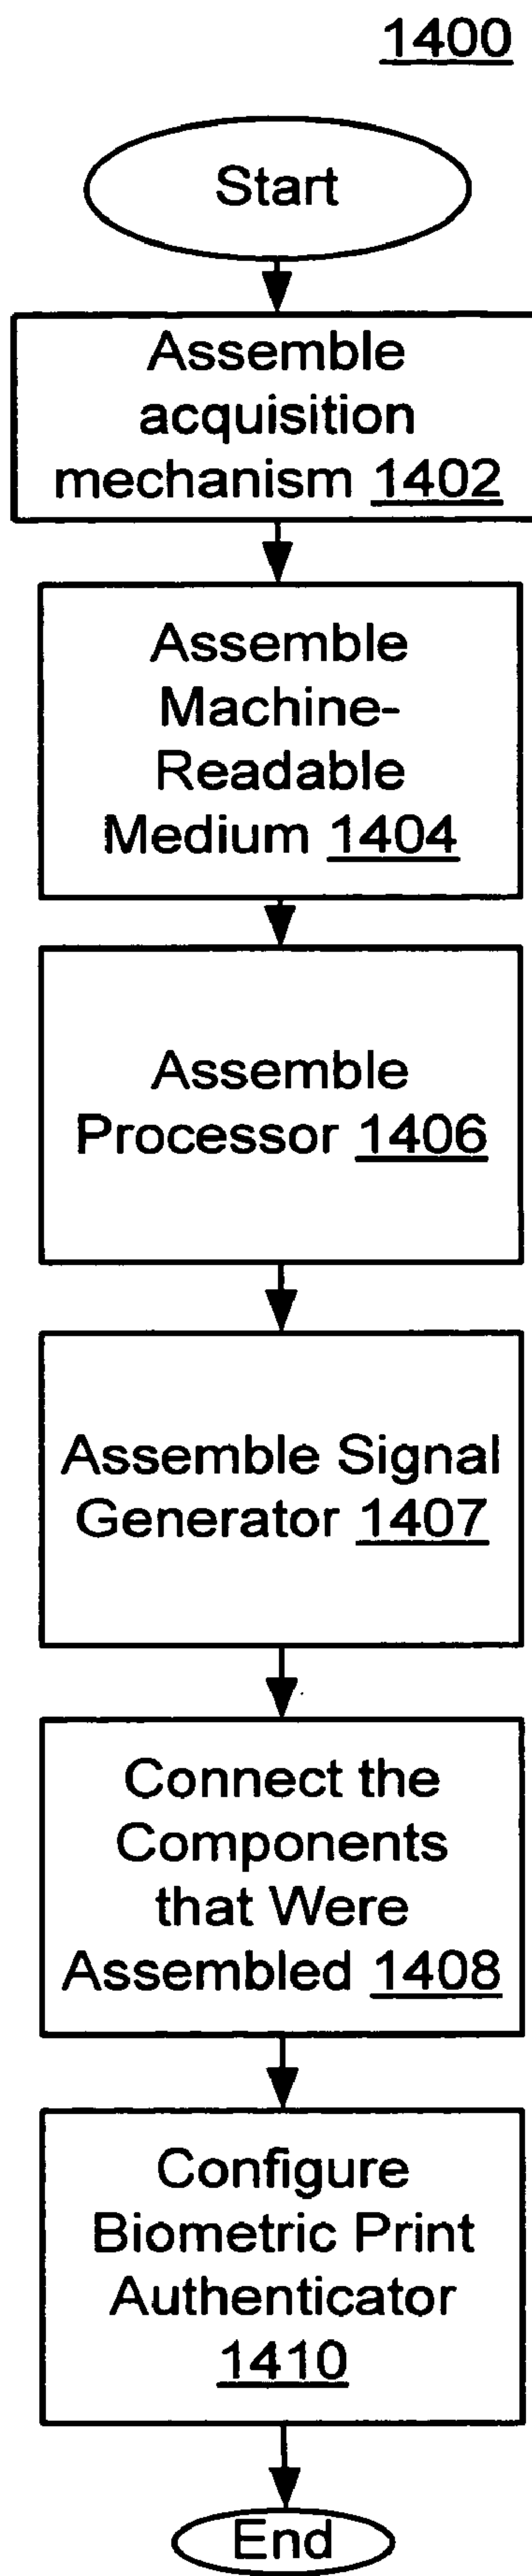 1400
Start
Assemble
acquisition
mechanism 1402
Assemble
Machine-
Readable
Medium 1404
Assemble
Processor 1406
Assemble Signal
Generator 1407
Connect the
Components
that Were
Assembled 1408
Configure
Biometric Print
Authenticator
1410
End